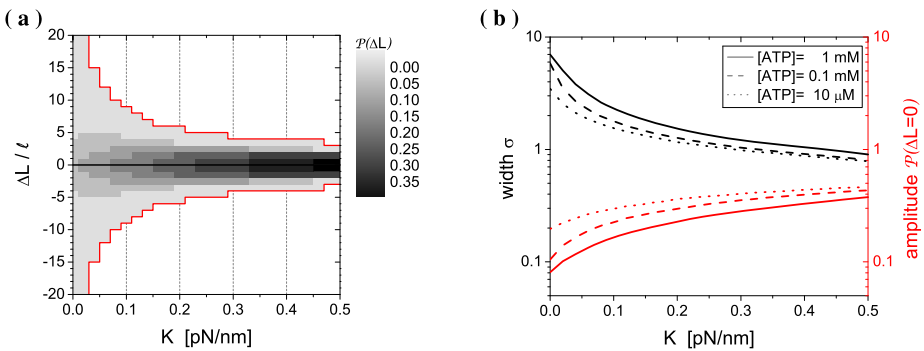 (a)
20
15
10
5
0
-5
-10
-15
-20
ΔL / ℓ
0.0 0.1 0.2 0.3 0.4 0.5
K [pN/nm]
𝒫(ΔL)
0.00
0.05
0.10
0.15
0.20
0.25
0.30
0.35
(b)
10
1
0.1
width σ
[ATP]= 1 mM
[ATP]= 0.1 mM
[ATP]= 10 μM
10
1
0.1
amplitude 𝒫(ΔL=0)
0.0 0.1 0.2 0.3 0.4 0.5
K [pN/nm]